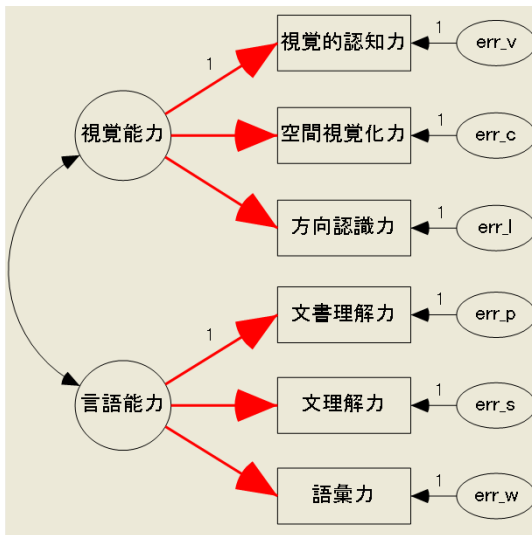 視覚的認知力
1
1
err_v
視覚能力
空間視覚化力
1
err_c
方向認識力
1
err_l
文書理解力
1
1
err_p
言語能力
文理解力
1
err_s
語彙力
1
err_w